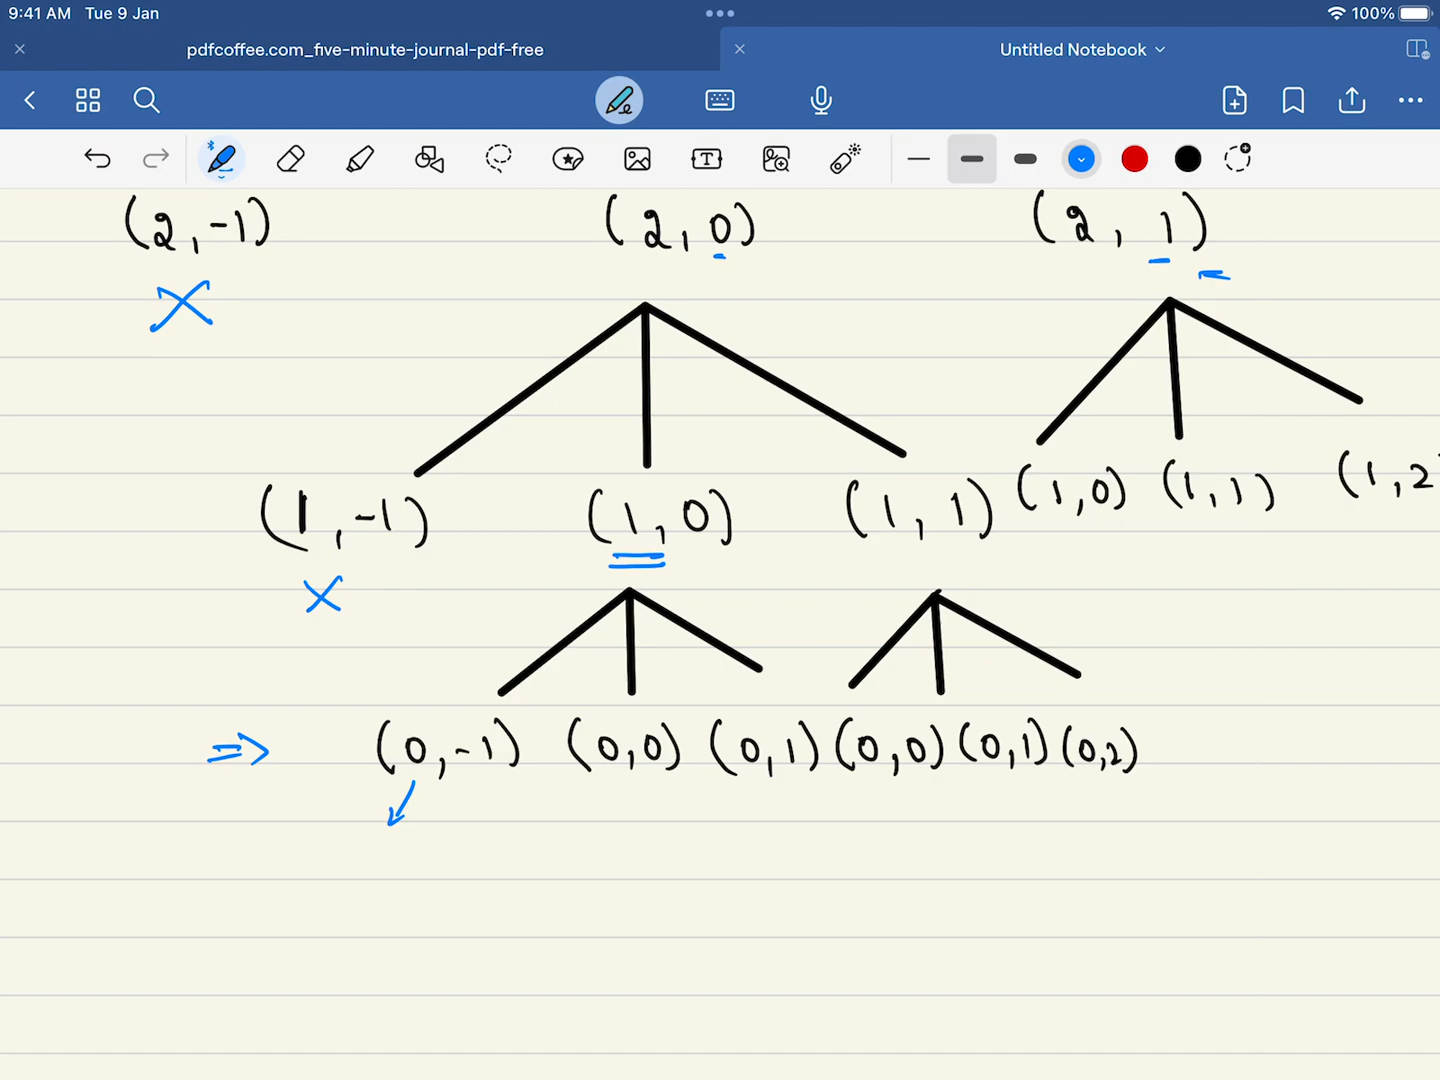 9:41 AM Tue 9 Jan
100%
pdfcoffee.com_five-minute-journal-pdf-free
Untitled Notebook
(2,-1) (2,0) (2, 1)
(1,-1) (1,0) (1, 1) (1,0) (1,1) (1,2
(0,-1) (0,0) (0,1) (0,0) (0,1) (0,2)